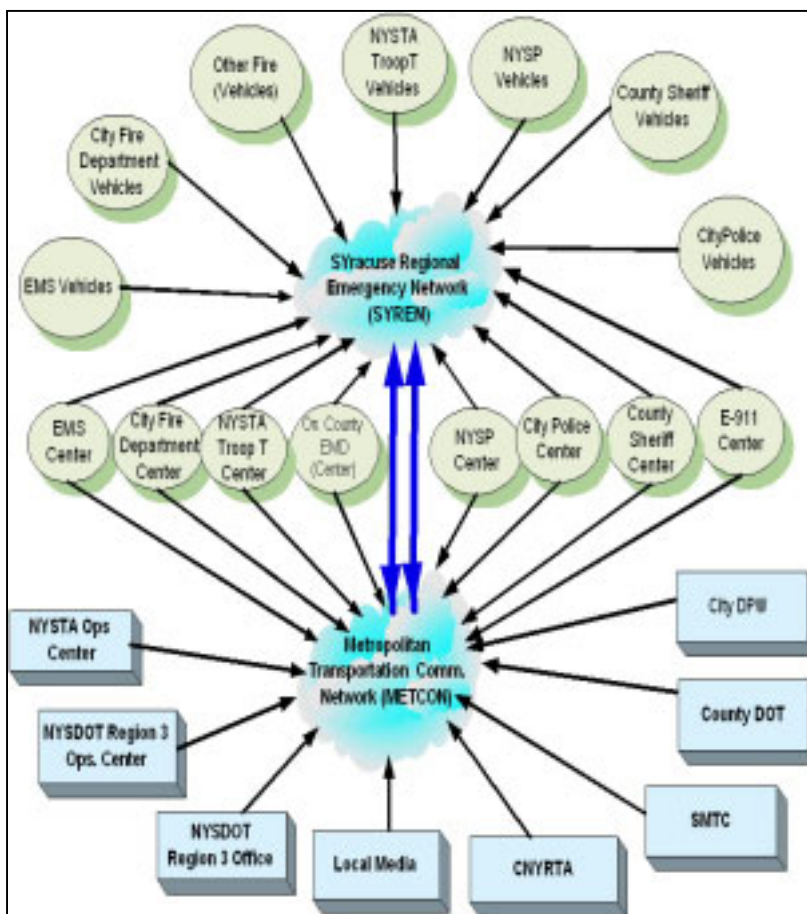 NYSTA
TroopT
Vehicles
NYSP
Vehicles
Other Fire
(Vehicles)
County Sheriff
Vehicles
City Fire
Department
Vehicles
CityPolice
Vehicles
EMS Vehicles
SYracuse Regional
Emergency Network
(SYREN)
EMS
Center
City Fire
Department
Center
NYSTA
Troop T
Center
On. County
EMD
(Center)
NYSP
Center
City Police
Center
County
Sheriff
Center
E-911
Center
NYSTA Ops
Center
City DPW
Metropolitan
Transportation Comm.
Network (METCON)
NYSDOT Region 3
Ops. Center
County DOT
NYSDOT
Region 3 Office
Local Media
CNYRTA
SMTC